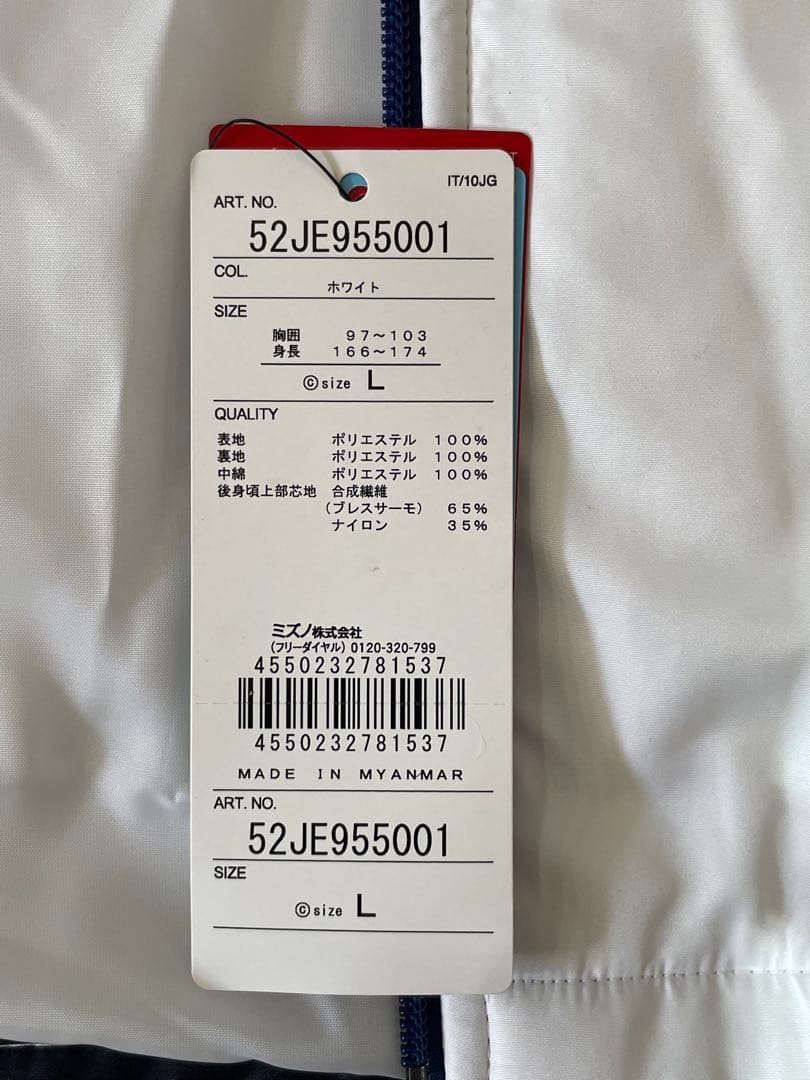 IT/10JG
ART. NO.
52JE955001
COL.
ホワイト
SIZE
胸囲 97～103
身長 166～174
Ⓒsize L
QUALITY
表地 ポリエステル 100%
裏地 ポリエステル 100%
中綿 ポリエステル 100%
後身頃上部芯地 合成繊維
(ブレスサーモ) 65%
ナイロン 35%
ミズノ株式会社
(フリーダイヤル) 0120-320-799
4550232781537
4550232781537
MADE IN MYANMAR
ART. NO.
52JE955001
SIZE
Ⓒsize L